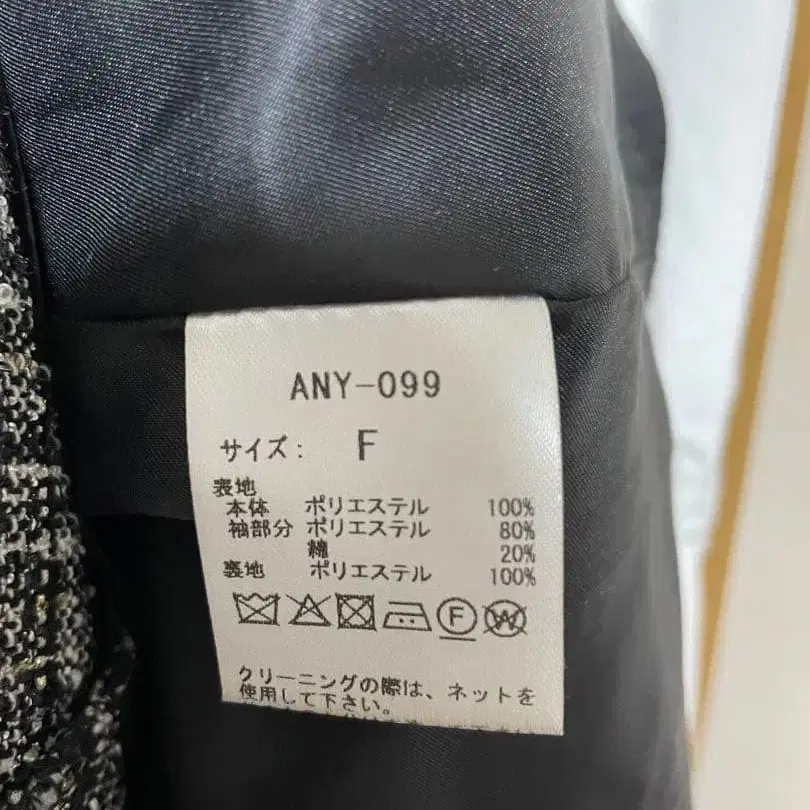 ANY-099
サイズ: F
表地
本体 ポリエステル 100%
袖部分 ポリエステル 80%
綿 20%
裏地 ポリエステル 100%
F W
クリーニングの際は、ネットを
使用して下さい。